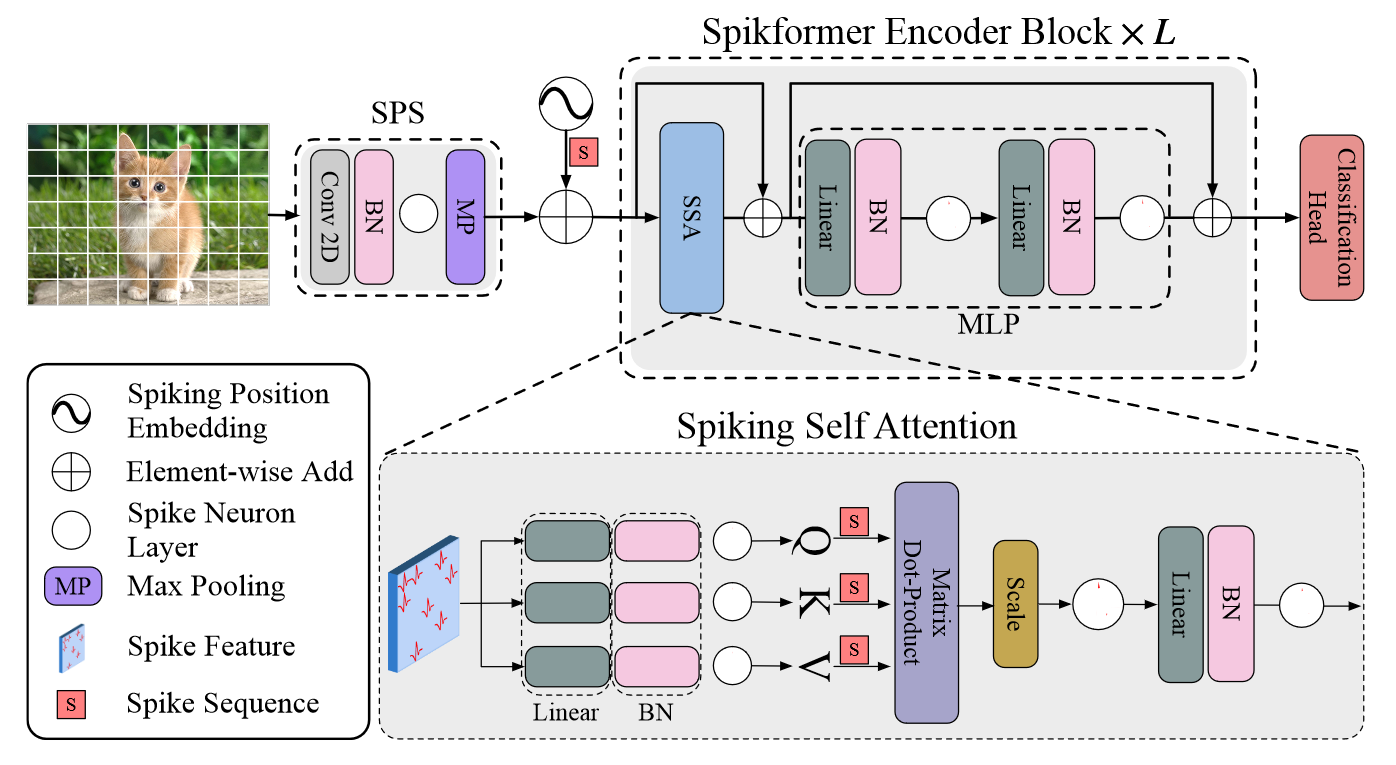 Spikformer Encoder Block × L
SPS
S
Conv 2D
BN
MP
SSA
Linear
BN
Linear
BN
MLP
Classification
Head
Spiking Position
Embedding
Element-wise Add
Spike Neuron
Layer
MP
Max Pooling
Spike Feature
S
Spike Sequence
Spiking Self Attention
Linear
BN
Q
S
K
S
V
S
Matrix
Dot-Product
Scale
Linear
BN